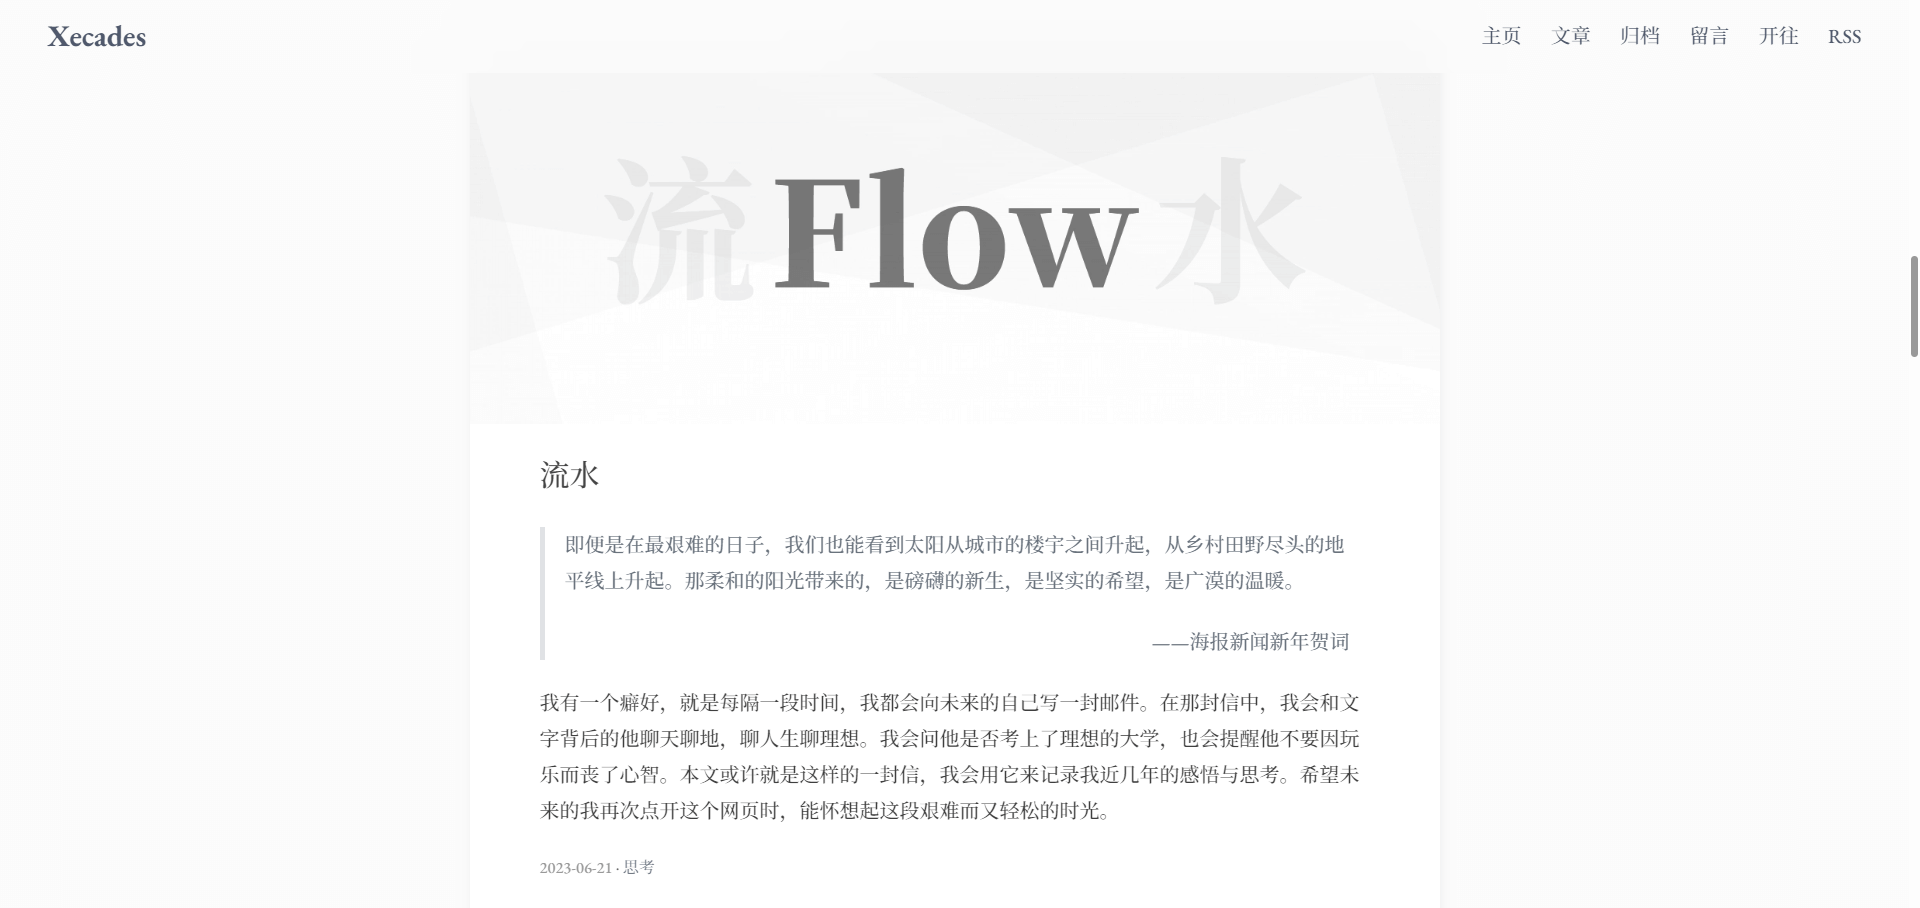 Xecades
主页 文章 归档 留言 开往 RSS
流 Flow 水
流水
即便是在最艰难的日子，我们也能看到太阳从城市的楼宇之间升起，从乡村田野尽头的地
平线上升起。那柔和的阳光带来的，是磅礴的新生，是坚实的希望，是广漠的温暖。
——海报新闻新年贺词
我有一个癖好，就是每隔一段时间，我都会向未来的自己写一封邮件。在那封信中，我会和文
字背后的他聊天聊地，聊人生聊理想。我会问他是否考上了理想的大学，也会提醒他不要因玩
乐而丧了心智。本文或许就是这样的一封信，我会用它来记录我近几年的感悟与思考。希望未
来的我再次点开这个网页时，能怀想起这段艰难而又轻松的时光。
2023-06-21 · 思考